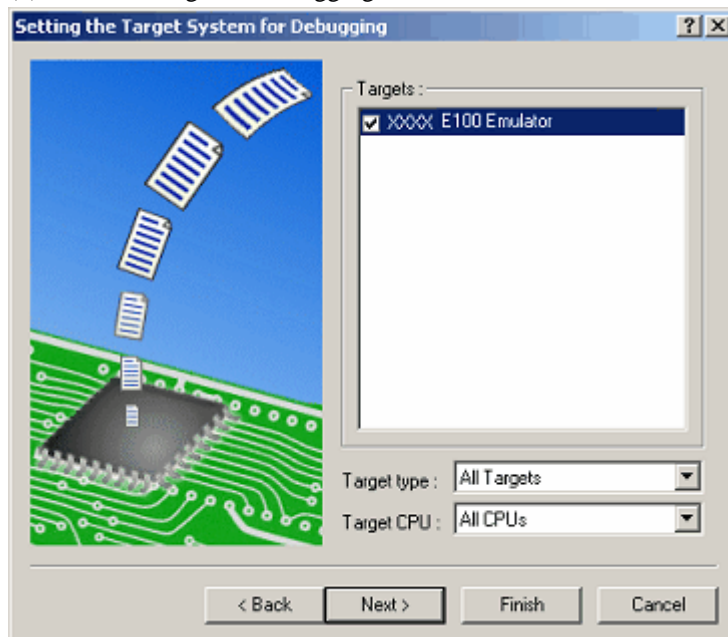 Setting the Target System for Debugging
Targets :
XXXX E100 Emulator
Target type : All Targets
Target CPU : All CPUs
< Back Next > Finish Cancel